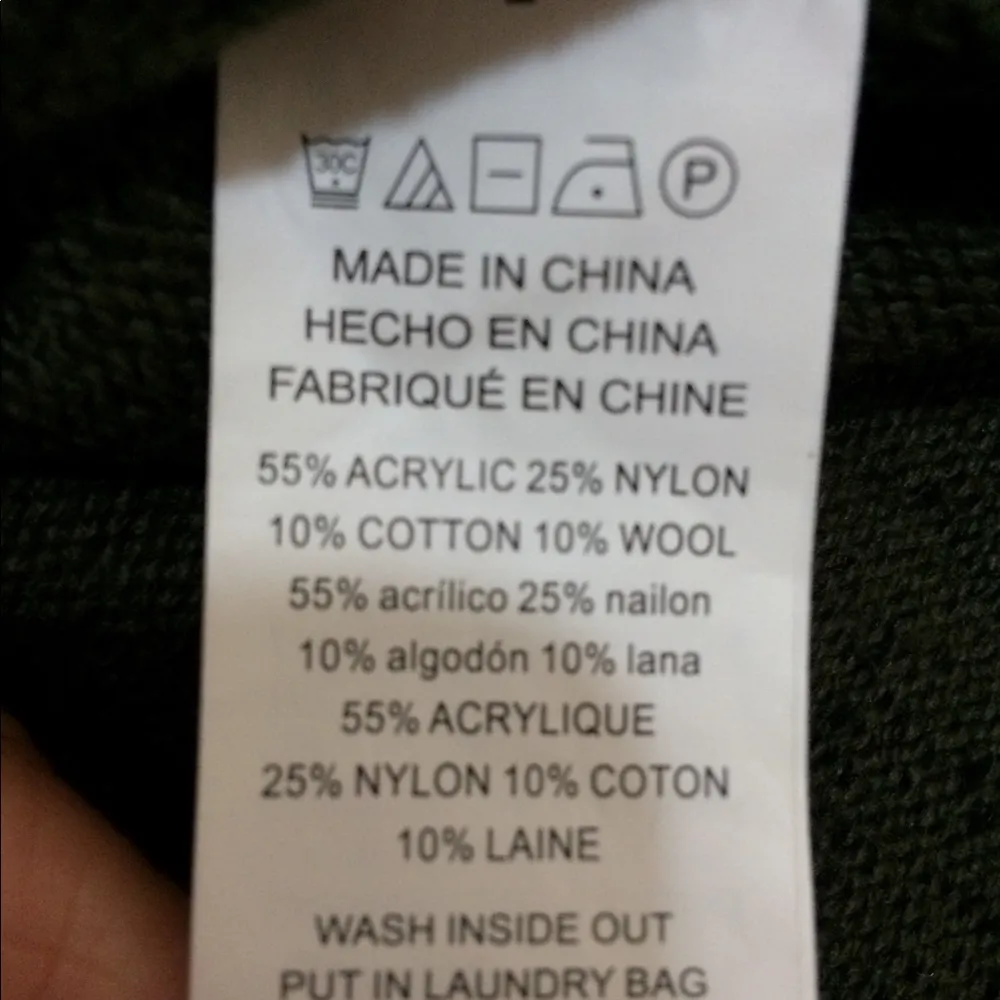 30C
P
MADE IN CHINA
HECHO EN CHINA
FABRIQUÉ EN CHINE
55% ACRYLIC 25% NYLON
10% COTTON 10% WOOL
55% acrílico 25% nailon
10% algodón 10% lana
55% ACRYLIQUE
25% NYLON 10% COTON
10% LAINE
WASH INSIDE OUT
PUT IN LAUNDRY BAG